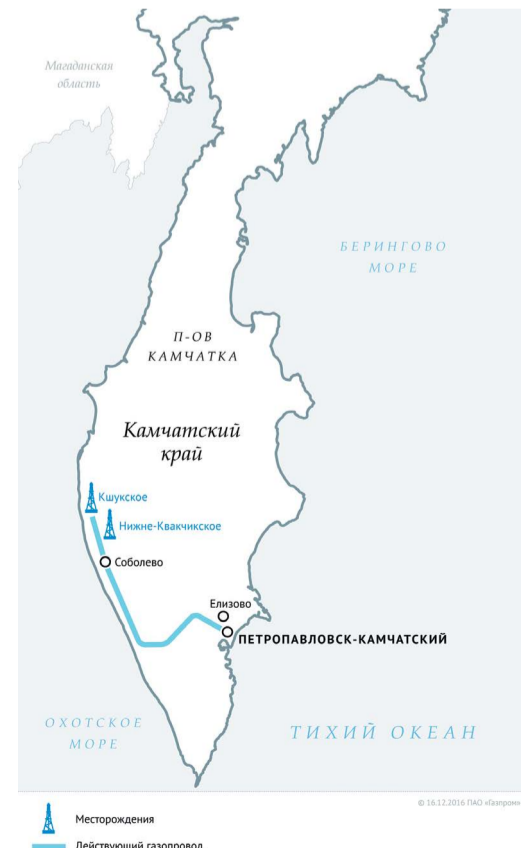 Магаданская
область
БЕРИНГОВО
МОРЕ
П-ОВ
КАМЧАТКА
Камчатский
край
Кшукское
Нижне-Квакчикское
Соболево
Елизово
ПЕТРОПАВЛОВСК-КАМЧАТСКИЙ
ОХОТСКОЕ
МОРЕ
ТИХИЙ ОКЕАН
© 16.12.2016 ПАО «Газпром»
Месторождения
Действующий газопровод